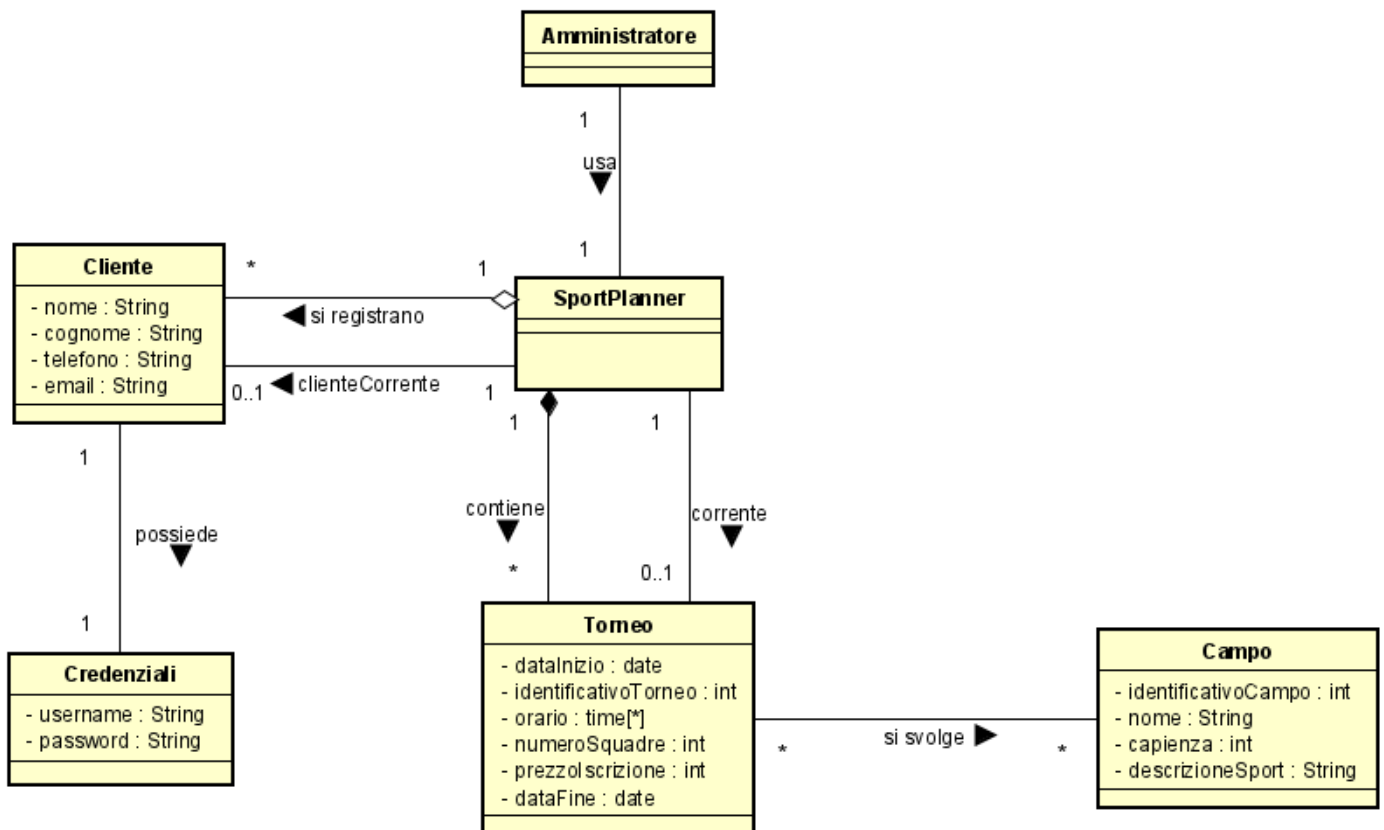 Amministratore
1
usa
1
Cliente
- nome : String
- cognome : String
- telefono : String
- email : String
*
1
si registrano
0..1
clienteCorrente
1
SportPlanner
1
possiede
1
Credenziali
- username : String
- password : String
1
contiene
*
1
corrente
0..1
Torneo
- dataInizio : date
- identificativoTorneo : int
- orario : time[*]
- numeroSquadre : int
- prezzoIscrizione : int
- dataFine : date
*
si svolge
*
Campo
- identificativoCampo : int
- nome : String
- capienza : int
- descrizioneSport : String